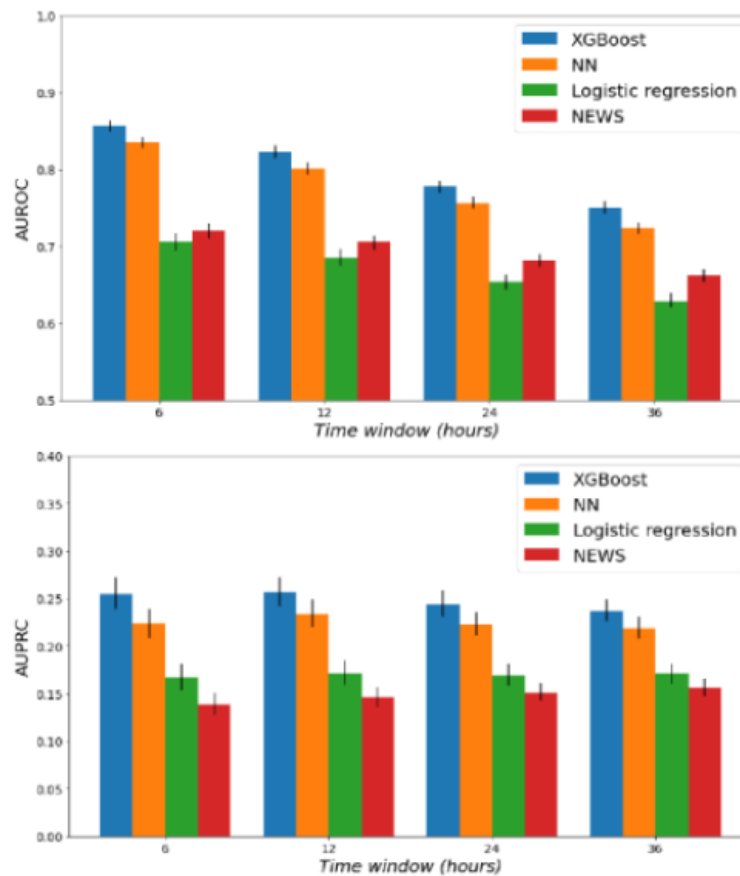 1.0
0.9
0.8
0.7
0.6
0.5
AUROC
XGBoost
NN
Logistic regression
NEWS
6 12 24 36
Time window (hours)
0.40
0.35
0.30
0.25
0.20
0.15
0.10
0.05
0.00
AUPRC
XGBoost
NN
Logistic regression
NEWS
6 12 24 36
Time window (hours)